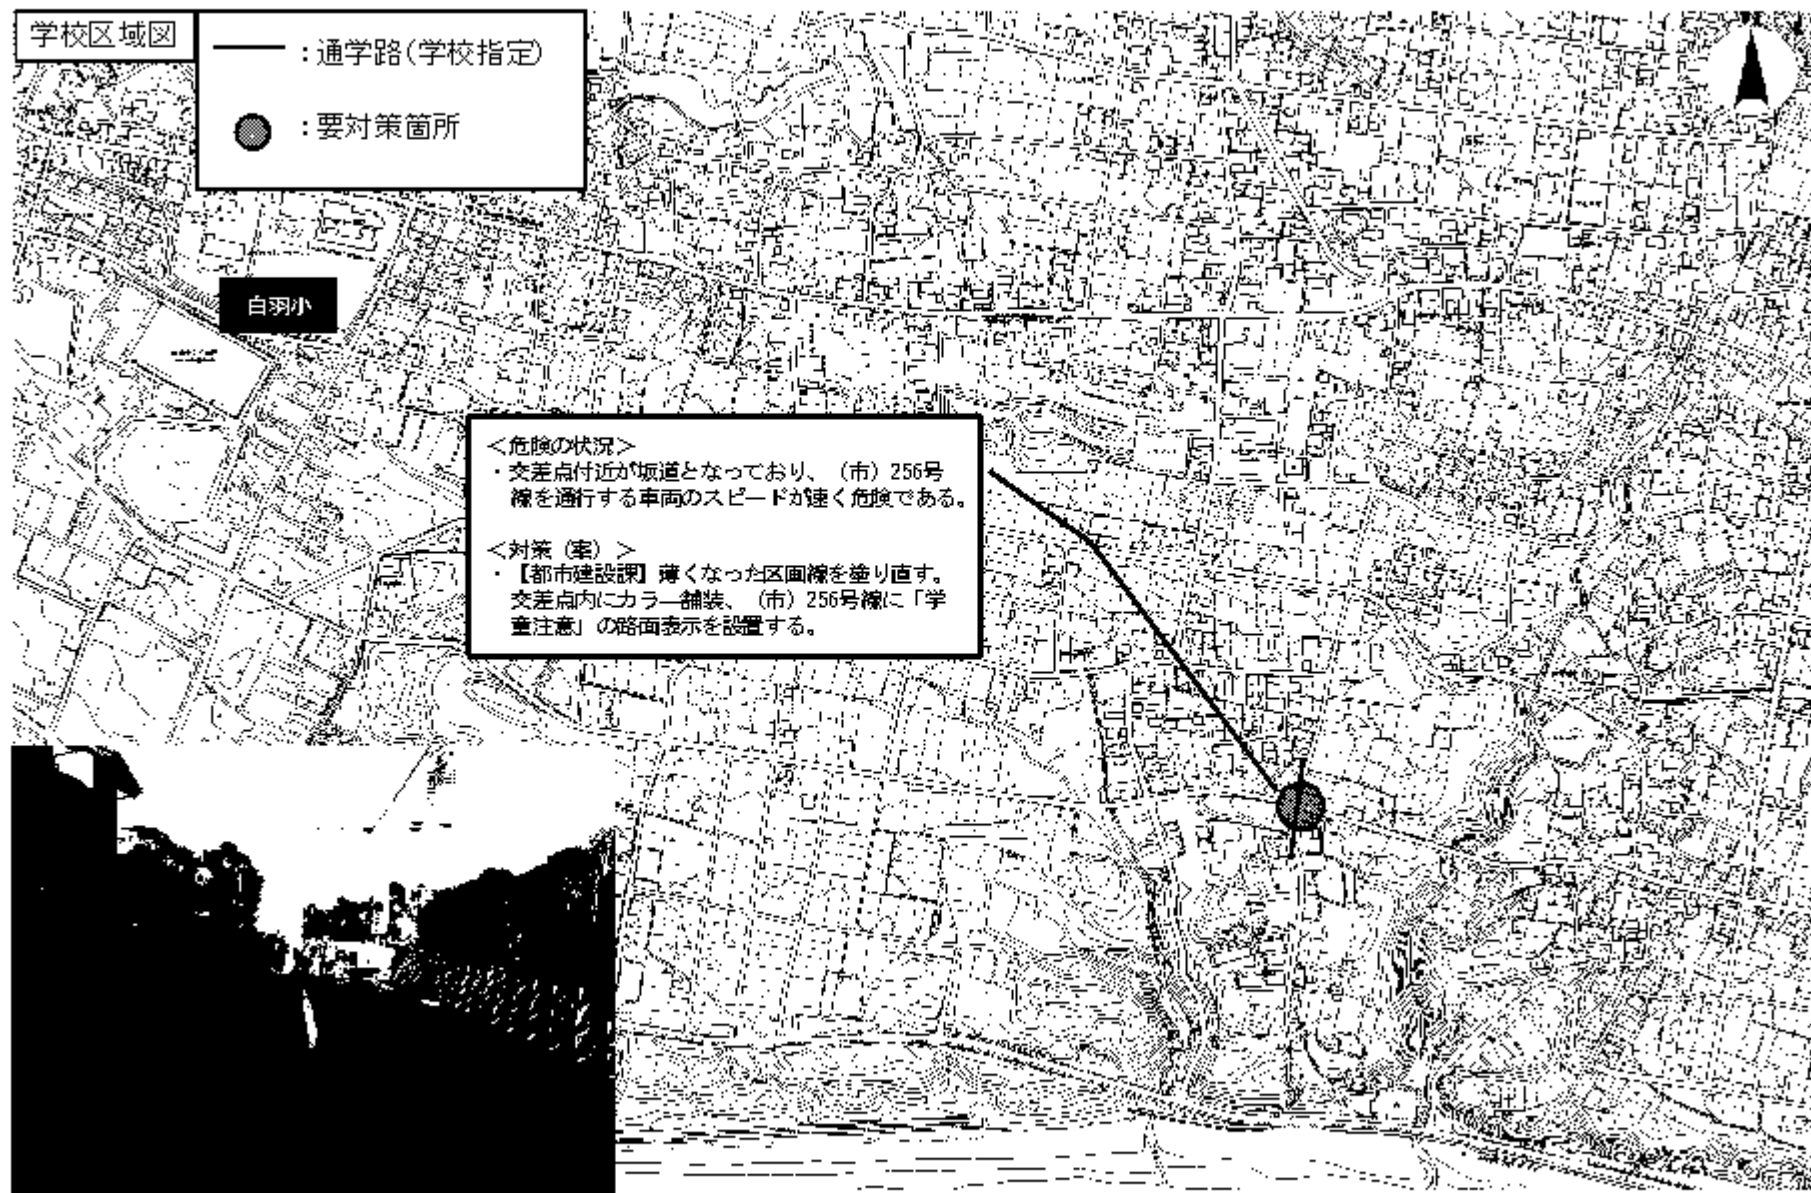 学校区域図
：通学路(学校指定)
：要対策箇所
白羽小
＜危険の状況＞
・交差点付近が坂道となっており、（市）256号
線を通行する車両のスピードが速く危険である。
＜対策（案）＞
・【都市建設課】薄くなった区画線を塗り直す。
交差点内にカラー舗装、（市）256号線に「学
童注意」の路面表示を設置する。